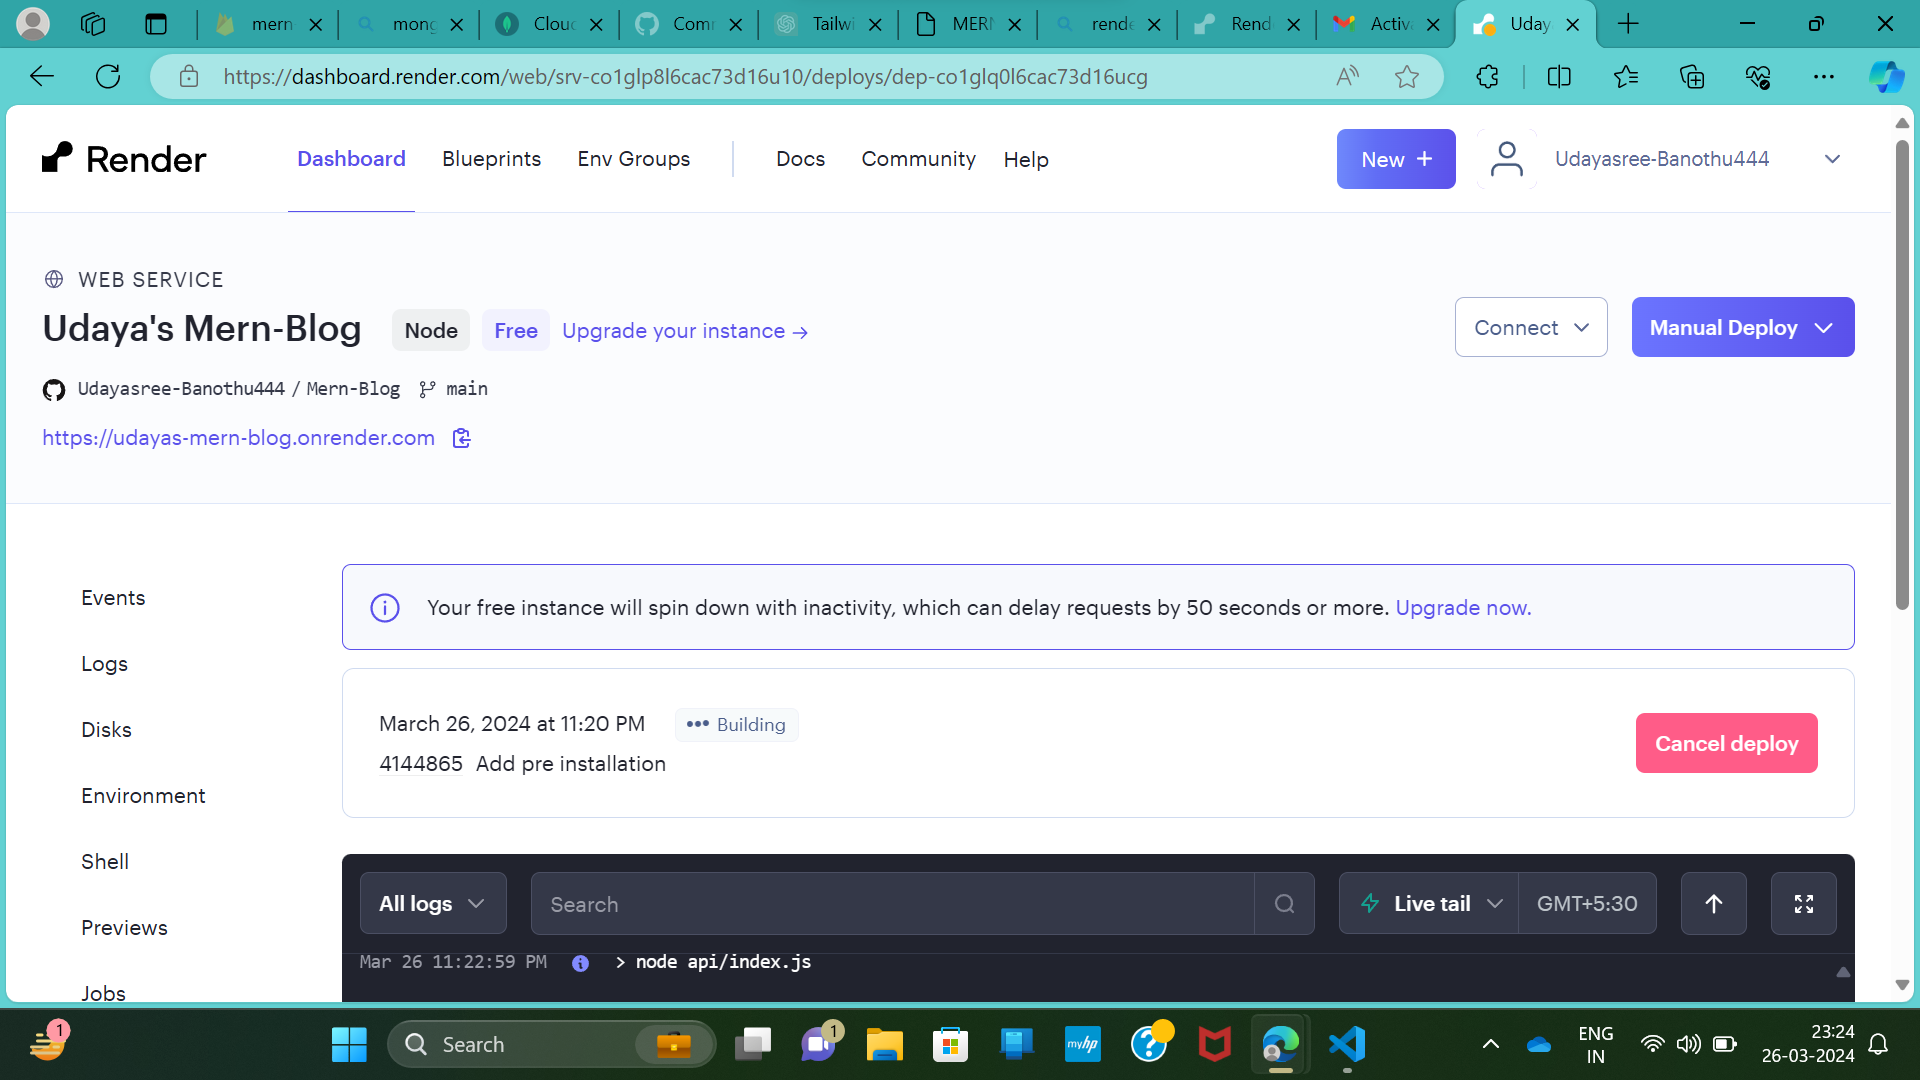 mern
mong
Clou
Comm
Tailwi
MERN
rende
Rend
Activa
Uday
https://dashboard.render.com/web/srv-co1glp8l6cac73d16u10/deploys/dep-co1glq0l6cac73d16ucg
Render
Dashboard
Blueprints
Env Groups
Docs
Community
Help
New +
Udayasree-Banothu444
WEB SERVICE
Udaya's Mern-Blog
Node
Free
Upgrade your instance →
Connect
Manual Deploy
Udayasree-Banothu444 / Mern-Blog
main
https://udayas-mern-blog.onrender.com
Events
Logs
Disks
Environment
Shell
Previews
Jobs
Your free instance will spin down with inactivity, which can delay requests by 50 seconds or more. Upgrade now.
March 26, 2024 at 11:20 PM
••• Building
4144865 Add pre installation
Cancel deploy
All logs
Search
Live tail
GMT+5:30
Mar 26 11:22:59 PM > node api/index.js
1
Search
1
myhp
ENG
IN
23:24
26-03-2024